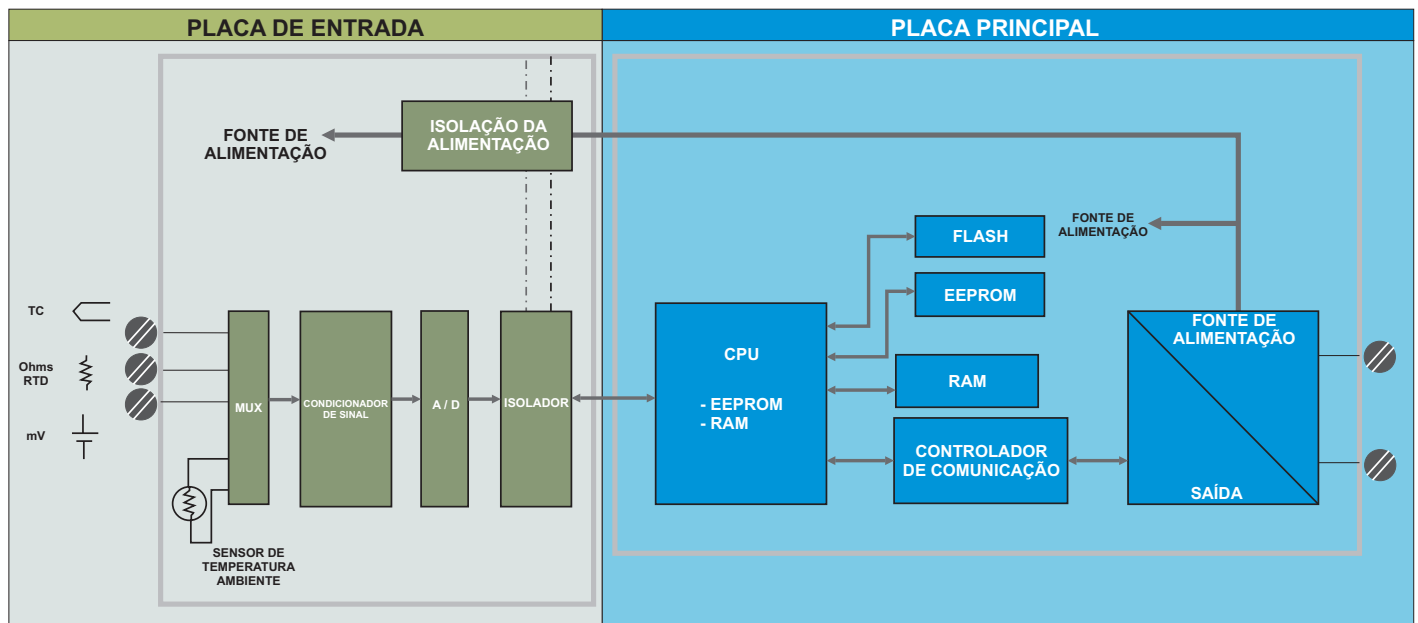 PLACA DE ENTRADA
PLACA PRINCIPAL
FONTE DE
ALIMENTAÇÃO
ISOLAÇÃO DA
ALIMENTAÇÃO
TC
Ohms
RTD
mV
MUX
CONDICIONADOR
DE SINAL
A / D
ISOLADOR
SENSOR DE
TEMPERATURA
AMBIENTE
CPU
- EEPROM
- RAM
FLASH
EEPROM
RAM
CONTROLADOR
DE COMUNICAÇÃO
FONTE DE
ALIMENTAÇÃO
FONTE DE
ALIMENTAÇÃO
SAÍDA